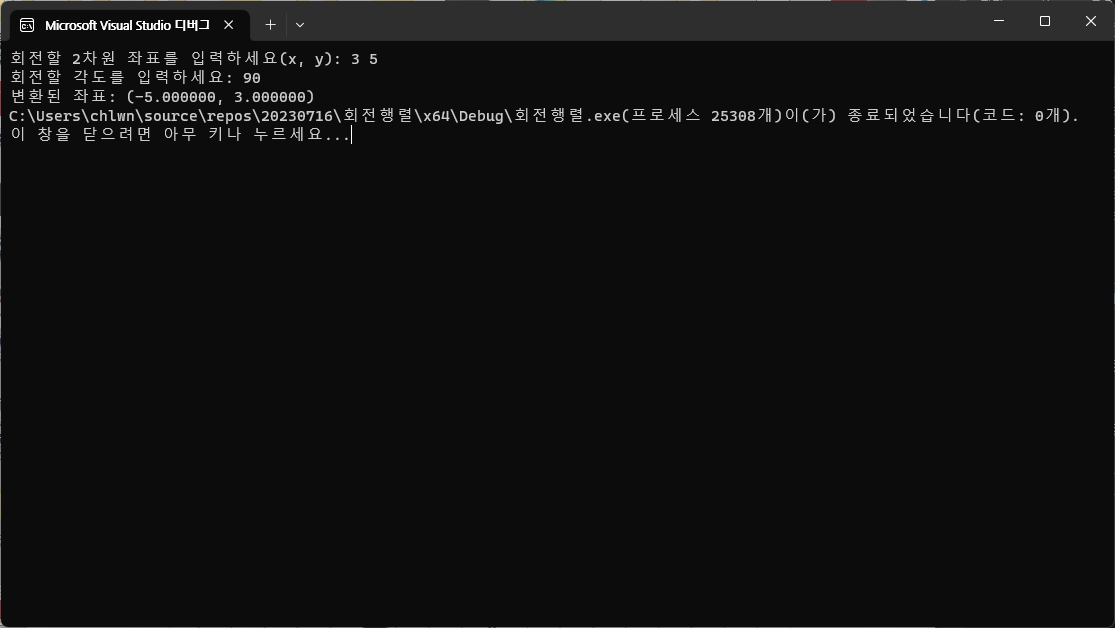 Microsoft Visual Studio 디버그
회전할 2차원 좌표를 입력하세요(x, y): 3 5
회전할 각도를 입력하세요: 90
변환된 좌표: (-5.000000, 3.000000)
C:\Users\chlwn\source\repos\20230716\회전행렬\x64\Debug\회전행렬.exe(프로세스 25308개)이(가) 종료되었습니다(코드: 0개).
이 창을 닫으려면 아무 키나 누르세요...